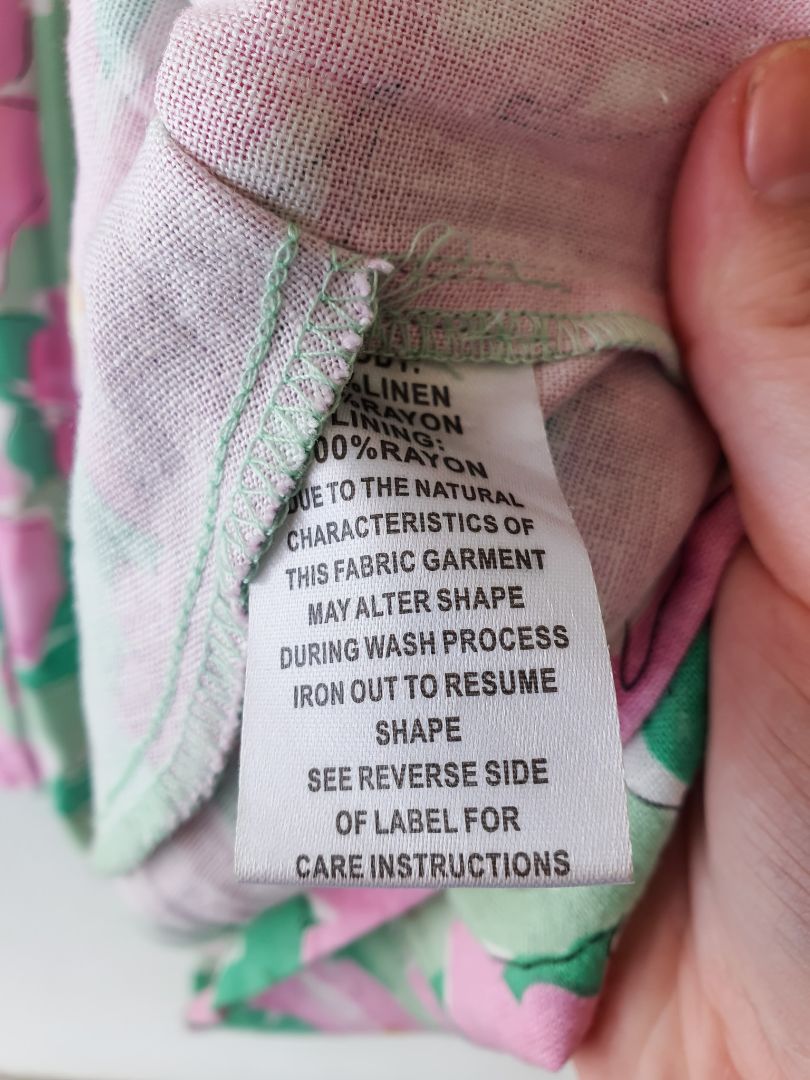 %LINEN
%RAYON
LINING:
00%RAYON
DUE TO THE NATURAL
CHARACTERISTICS OF
THIS FABRIC GARMENT
MAY ALTER SHAPE
DURING WASH PROCESS
IRON OUT TO RESUME
SHAPE
SEE REVERSE SIDE
OF LABEL FOR
CARE INSTRUCTIONS